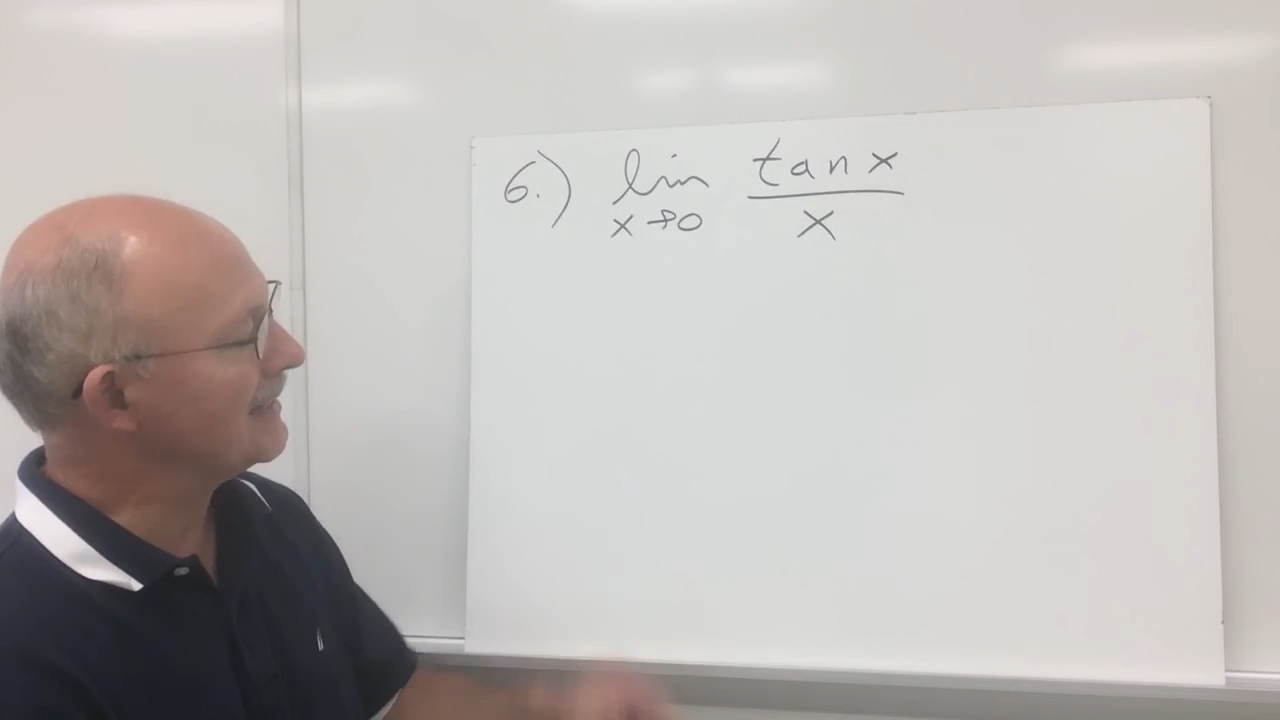 6.) lim x→0 tan x / x